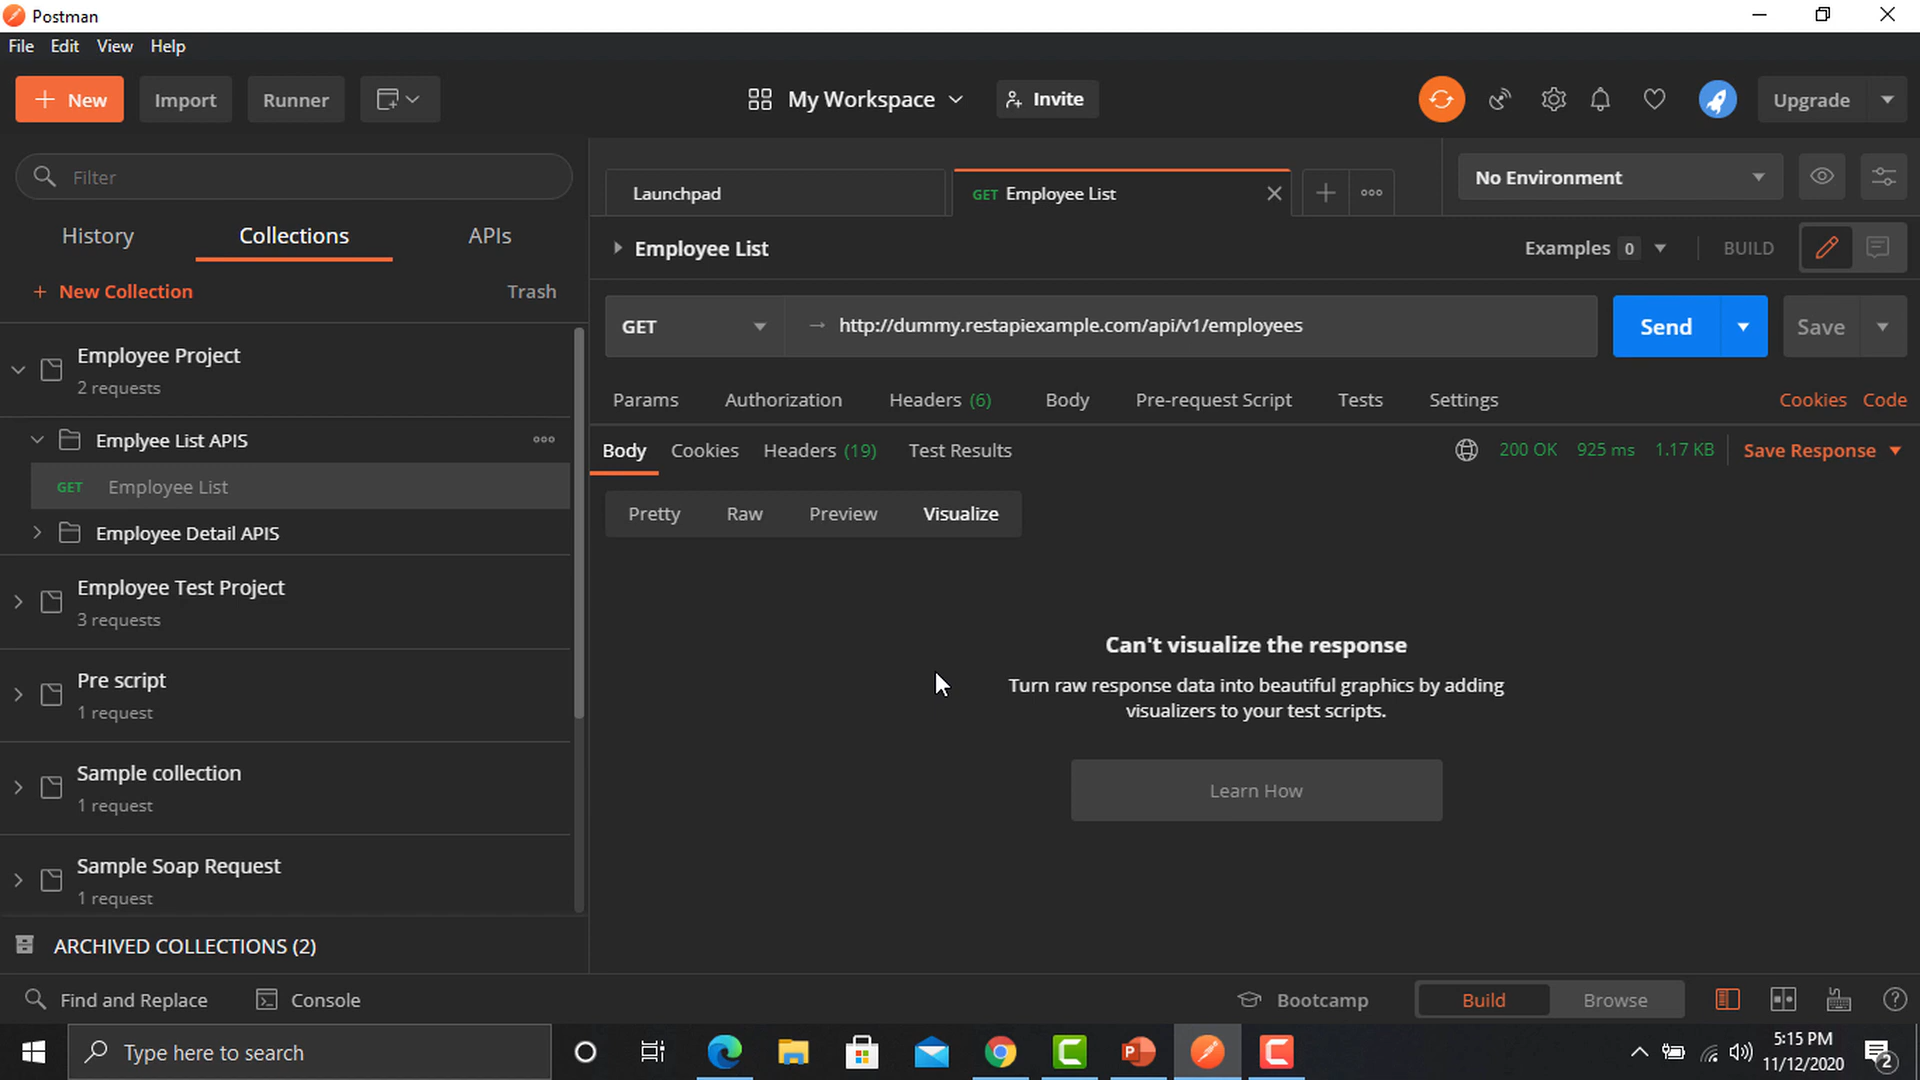 Postman
File Edit View Help
New Import Runner My Workspace Invite Upgrade
Filter
History Collections APIs
+ New Collection Trash
Employee Project
2 requests
Emplyee List APIS
GET Employee List
Employee Detail APIS
Employee Test Project
3 requests
Pre script
1 request
Sample collection
1 request
Sample Soap Request
1 request
ARCHIVED COLLECTIONS (2)
Launchpad GET Employee List No Environment
Employee List Examples 0 BUILD
GET http://dummy.restapiexample.com/api/v1/employees Send Save
Params Authorization Headers (6) Body Pre-request Script Tests Settings Cookies Code
Body Cookies Headers (19) Test Results 200 OK 925 ms 1.17 KB Save Response
Pretty Raw Preview Visualize
Can't visualize the response
Turn raw response data into beautiful graphics by adding
visualizers to your test scripts.
Learn How
Find and Replace Console Bootcamp Build Browse
Type here to search
5:15 PM
11/12/2020
2